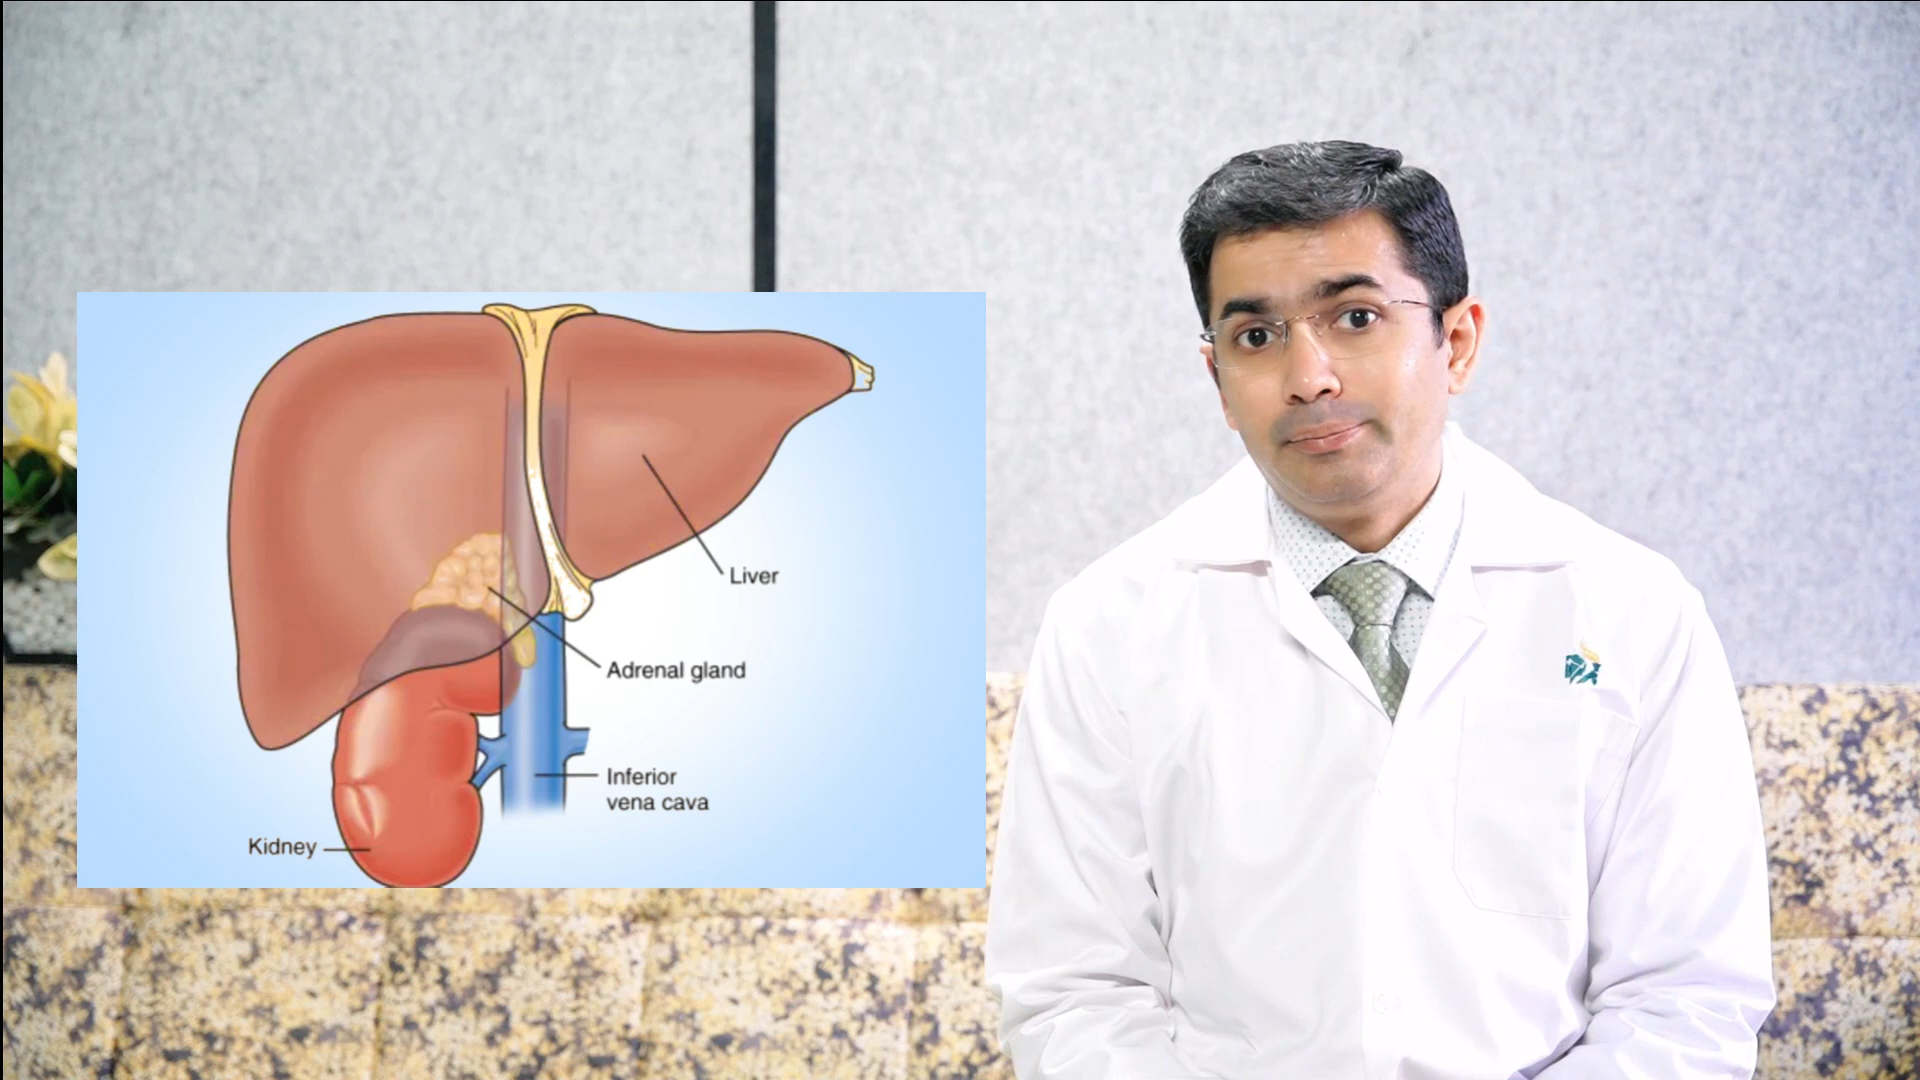 Liver
Adrenal gland
Inferior
vena cava
Kidney